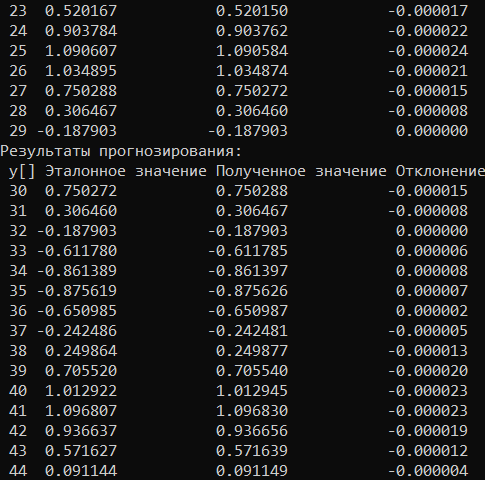 23 0.520167 0.520150 -0.000017
24 0.903784 0.903762 -0.000022
25 1.090607 1.090584 -0.000024
26 1.034895 1.034874 -0.000021
27 0.750288 0.750272 -0.000015
28 0.306467 0.306460 -0.000008
29 -0.187903 -0.187903 0.000000
Результаты прогнозирования:
y[] Эталонное значение Полученное значение Отклонение
30 0.750272 0.750288 -0.000015
31 0.306460 0.306467 -0.000008
32 -0.187903 -0.187903 0.000000
33 -0.611780 -0.611785 0.000006
34 -0.861389 -0.861397 0.000008
35 -0.875619 -0.875626 0.000007
36 -0.650985 -0.650987 0.000002
37 -0.242486 -0.242481 -0.000005
38 0.249864 0.249877 -0.000013
39 0.705520 0.705540 -0.000020
40 1.012922 1.012945 -0.000023
41 1.096807 1.096830 -0.000023
42 0.936637 0.936656 -0.000019
43 0.571627 0.571639 -0.000012
44 0.091144 0.091149 -0.000004